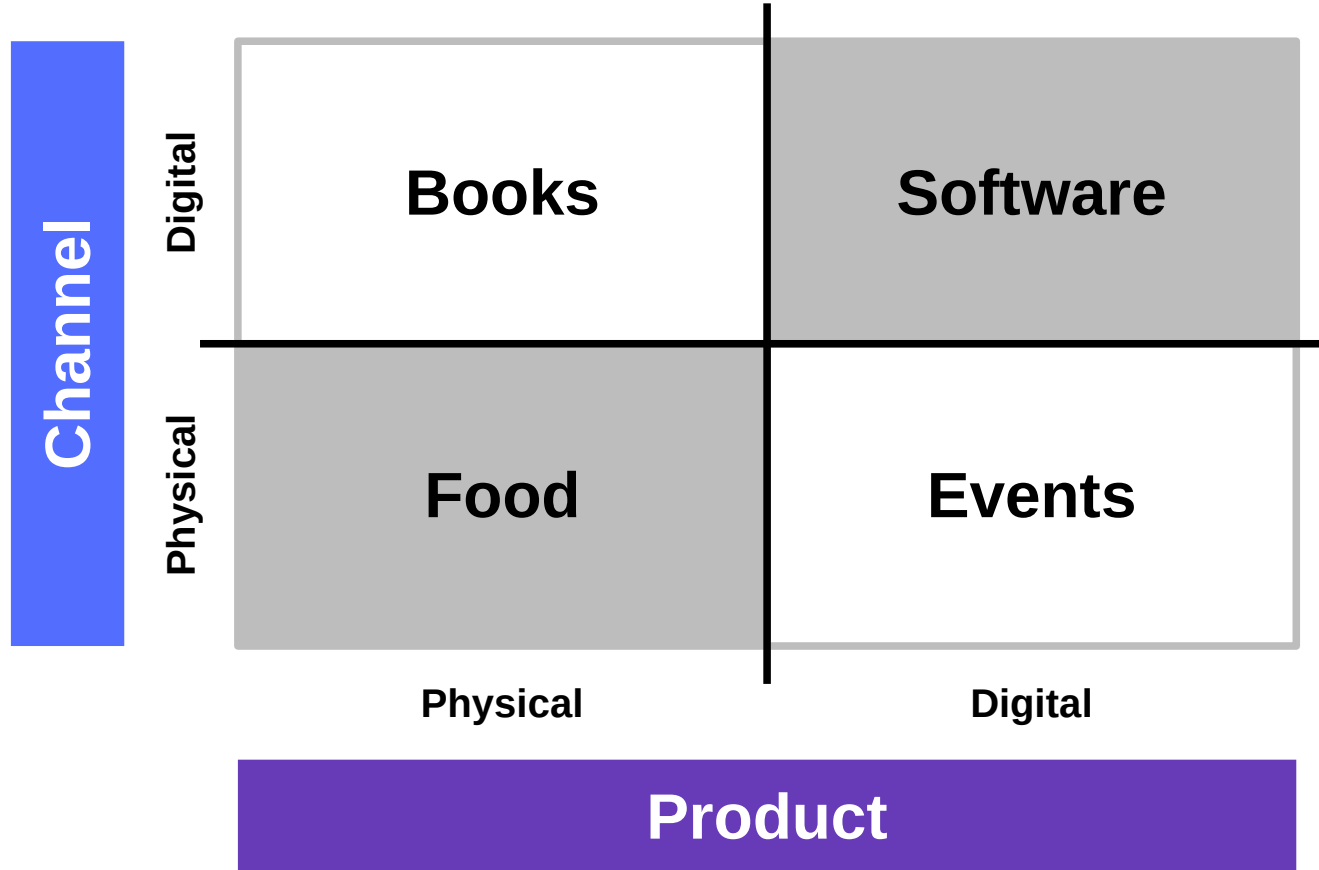 Channel
Digital
Books
Software
Physical
Food
Events
Physical
Digital
Product